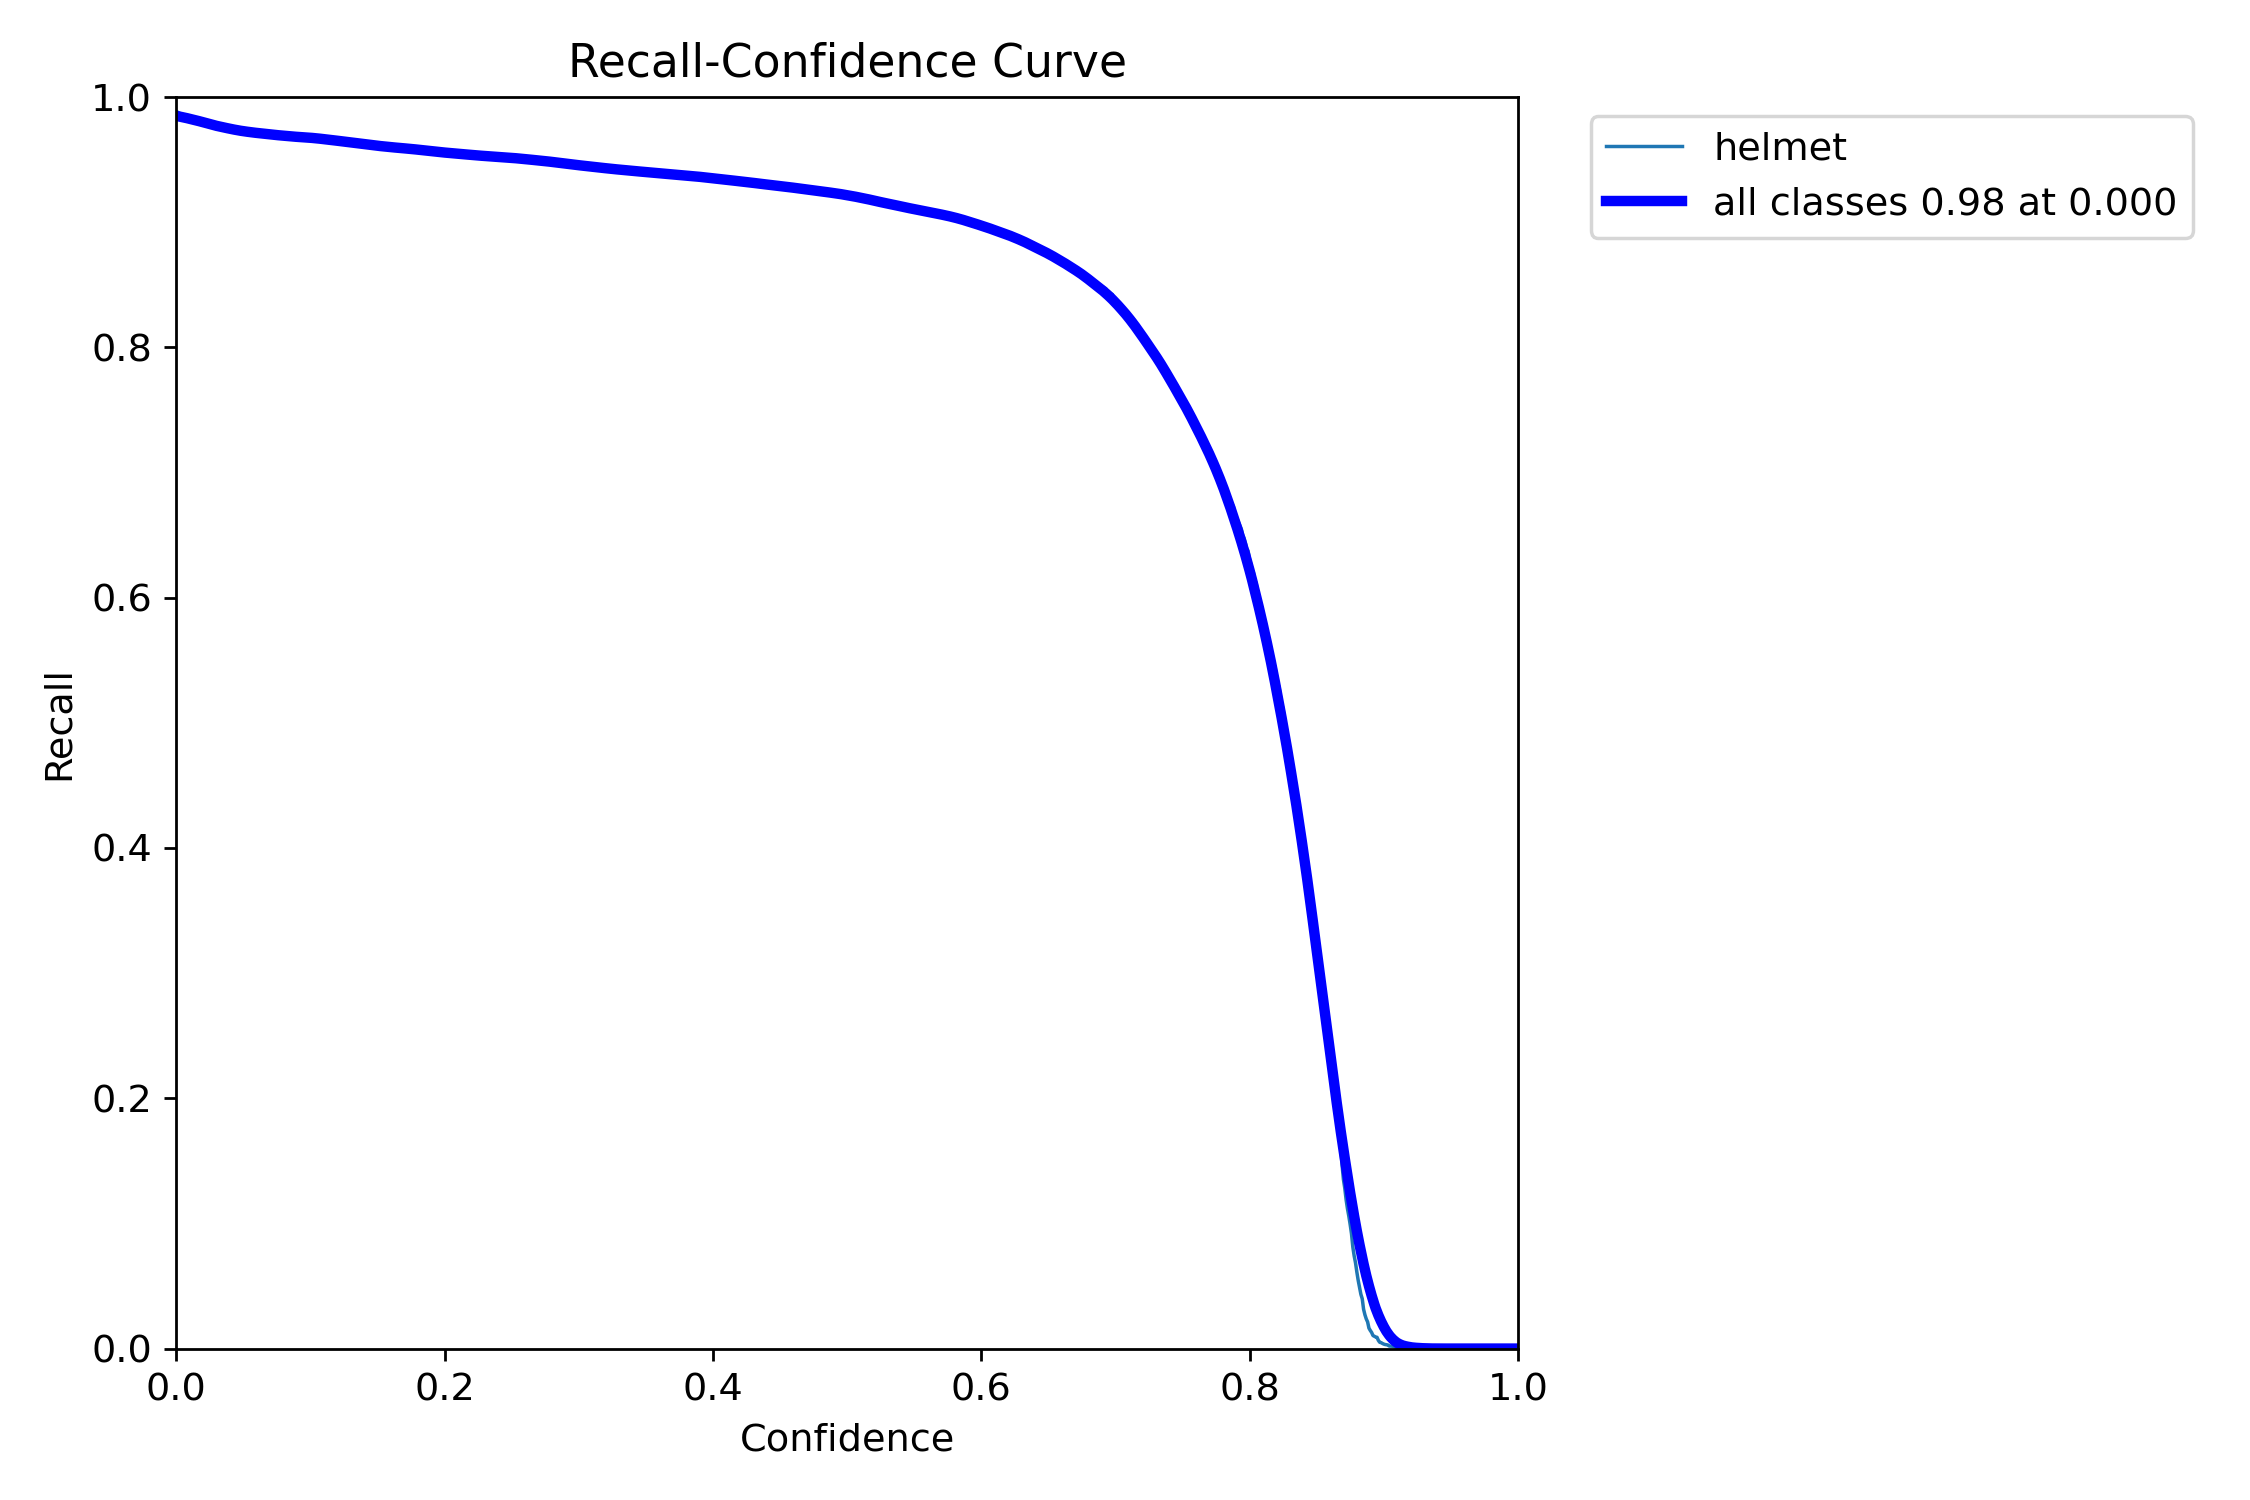 Recall-Confidence Curve
1.0
0.8
0.6
0.4
0.2
0.0
Recall
0.0 0.2 0.4 0.6 0.8 1.0
Confidence
helmet
all classes 0.98 at 0.000